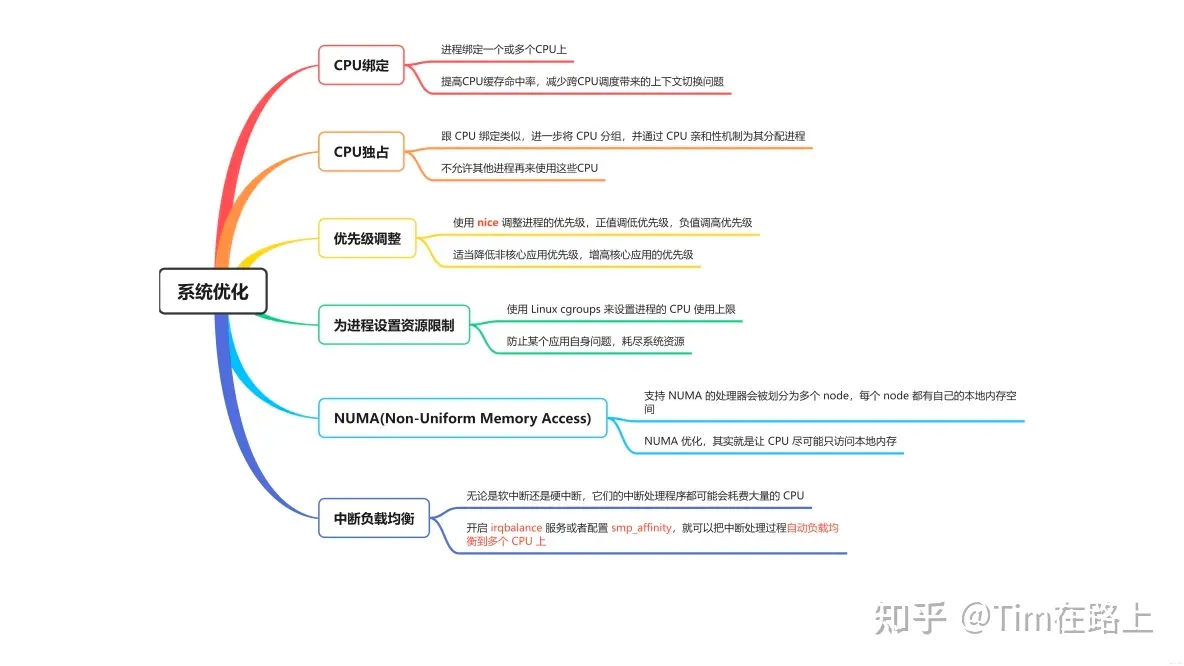 系统优化
CPU绑定
进程绑定一个或多个CPU上
提高CPU缓存命中率，减少跨CPU调度带来的上下文切换问题
CPU独占
跟 CPU 绑定类似，进一步将 CPU 分组，并通过 CPU 亲和性机制为其分配进程
不允许其他进程再来使用这些CPU
优先级调整
使用 nice 调整进程的优先级，正值调低优先级，负值调高优先级
适当降低非核心应用优先级，增高核心应用的优先级
为进程设置资源限制
使用 Linux cgroups 来设置进程的 CPU 使用上限
防止某个应用自身问题，耗尽系统资源
NUMA(Non-Uniform Memory Access)
支持 NUMA 的处理器会被划分为多个 node，每个 node 都有自己的本地内存空
间
NUMA 优化，其实就是让 CPU 尽可能只访问本地内存
中断负载均衡
无论是软中断还是硬中断，它们的中断处理程序都可能会耗费大量的 CPU
开启 irqbalance 服务或者配置 smp_affinity，就可以把中断处理过程自动负载均
衡到多个 CPU 上
知乎 @Tim在路上